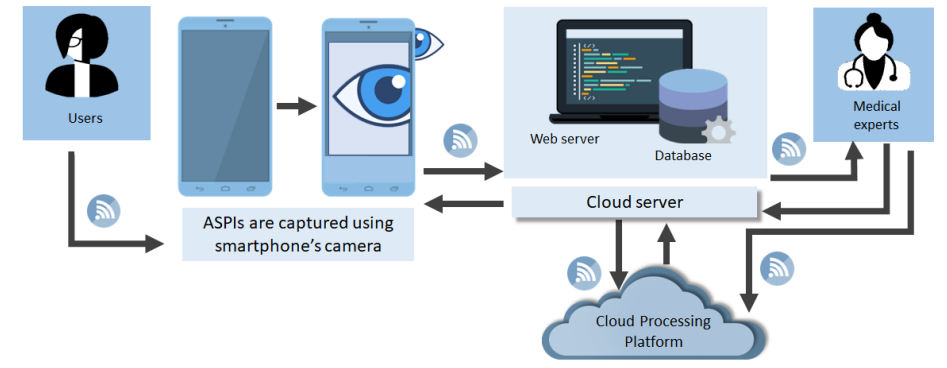 Users
ASPIs are captured using
smartphone's camera
Web server
Database
Cloud server
Medical
experts
Cloud Processing
Platform